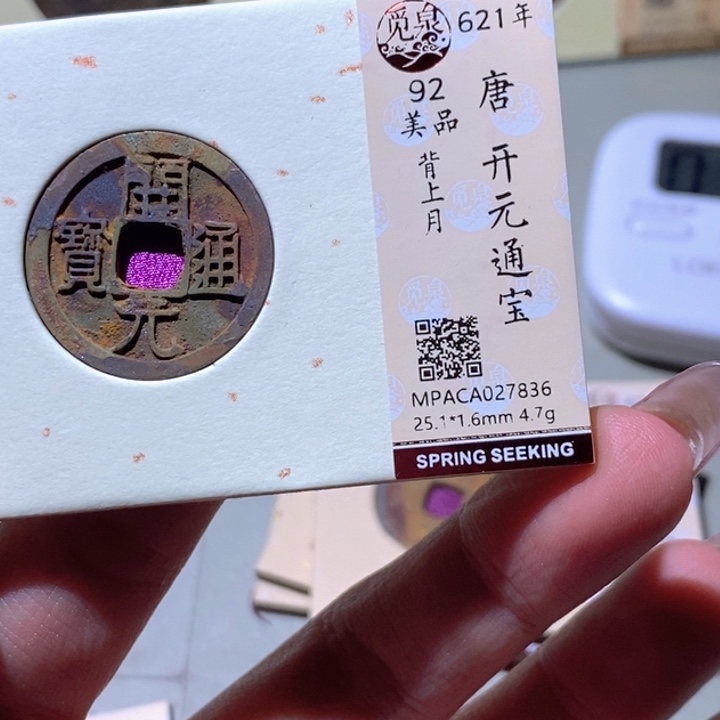 開元通寶
觅泉
621年
唐 开元通宝
92
美品
背上月
MPACA027836
25.1*1.6mm 4.7g
SPRING SEEKING